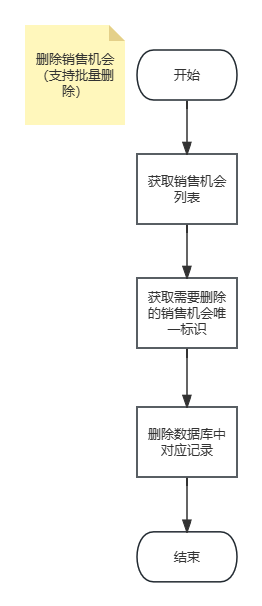 删除销售机会
（支持批量删
除）
开始
获取销售机会
列表
获取需要删除
的销售机会唯
一标识
删除数据库中
对应记录
结束